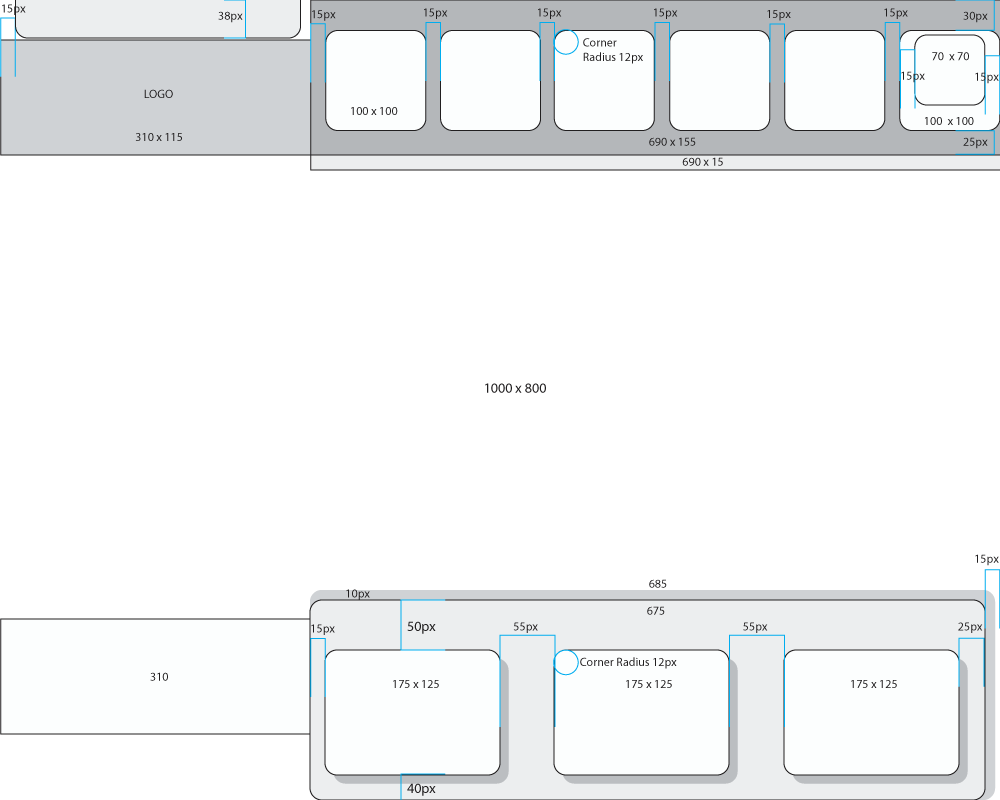 15px
38px
15px
15px
15px
15px
15px
15px
30px
Corner
Radius 12px
70 x 70
15px
15px
LOGO
100 x 100
100 x 100
310 x 115
690 x 155
25px
690 x 15
1000 x 800
15px
685
10px
675
15px
50px
55px
55px
25px
Corner Radius 12px
310
175 x 125
175 x 125
175 x 125
40px